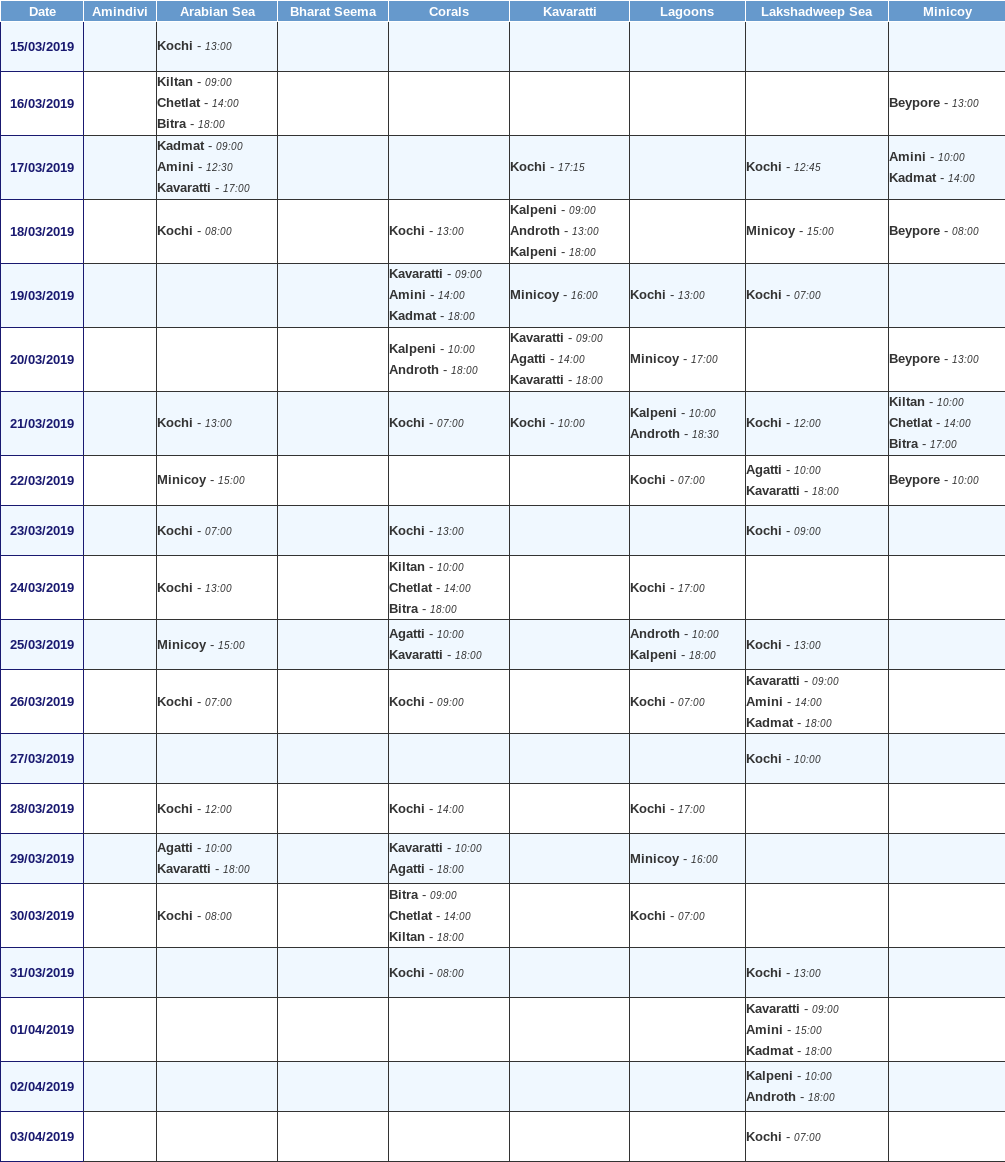 Date Amindivi Arabian Sea Bharat Seema Corals Kavaratti Lagoons Lakshadweep Sea Minicoy
15/03/2019 Kochi - 13:00
16/03/2019 Kiltan - 09:00
Chetlat - 14:00
Bitra - 18:00
Beypore - 13:00
17/03/2019 Kadmat - 09:00
Amini - 12:30
Kavaratti - 17:00
Kochi - 17:15
Kochi - 12:45
Amini - 10:00
Kadmat - 14:00
18/03/2019 Kochi - 08:00
Kochi - 13:00
Kalpeni - 09:00
Androth - 13:00
Kalpeni - 18:00
Minicoy - 15:00
Beypore - 08:00
19/03/2019 Kavaratti - 09:00
Amini - 14:00
Kadmat - 18:00
Minicoy - 16:00
Kochi - 13:00
Kochi - 07:00
20/03/2019 Kalpeni - 10:00
Androth - 18:00
Kavaratti - 09:00
Agatti - 14:00
Kavaratti - 18:00
Minicoy - 17:00
Beypore - 13:00
21/03/2019 Kochi - 13:00
Kochi - 07:00
Kochi - 10:00
Kalpeni - 10:00
Androth - 18:30
Kochi - 12:00
Kiltan - 10:00
Chetlat - 14:00
Bitra - 17:00
22/03/2019 Minicoy - 15:00
Kochi - 07:00
Agatti - 10:00
Kavaratti - 18:00
Beypore - 10:00
23/03/2019 Kochi - 07:00
Kochi - 13:00
Kochi - 09:00
24/03/2019 Kochi - 13:00
Kiltan - 10:00
Chetlat - 14:00
Bitra - 18:00
Kochi - 17:00
25/03/2019 Minicoy - 15:00
Agatti - 10:00
Kavaratti - 18:00
Androth - 10:00
Kalpeni - 18:00
Kochi - 13:00
26/03/2019 Kochi - 07:00
Kochi - 09:00
Kochi - 07:00
Kavaratti - 09:00
Amini - 14:00
Kadmat - 18:00
27/03/2019 Kochi - 10:00
28/03/2019 Kochi - 12:00
Kochi - 14:00
Kochi - 17:00
29/03/2019 Agatti - 10:00
Kavaratti - 18:00
Kavaratti - 10:00
Agatti - 18:00
Minicoy - 16:00
30/03/2019 Kochi - 08:00
Bitra - 09:00
Chetlat - 14:00
Kiltan - 18:00
Kochi - 07:00
31/03/2019 Kochi - 08:00
Kochi - 13:00
01/04/2019 Kavaratti - 09:00
Amini - 15:00
Kadmat - 18:00
02/04/2019 Kalpeni - 10:00
Androth - 18:00
03/04/2019 Kochi - 07:00